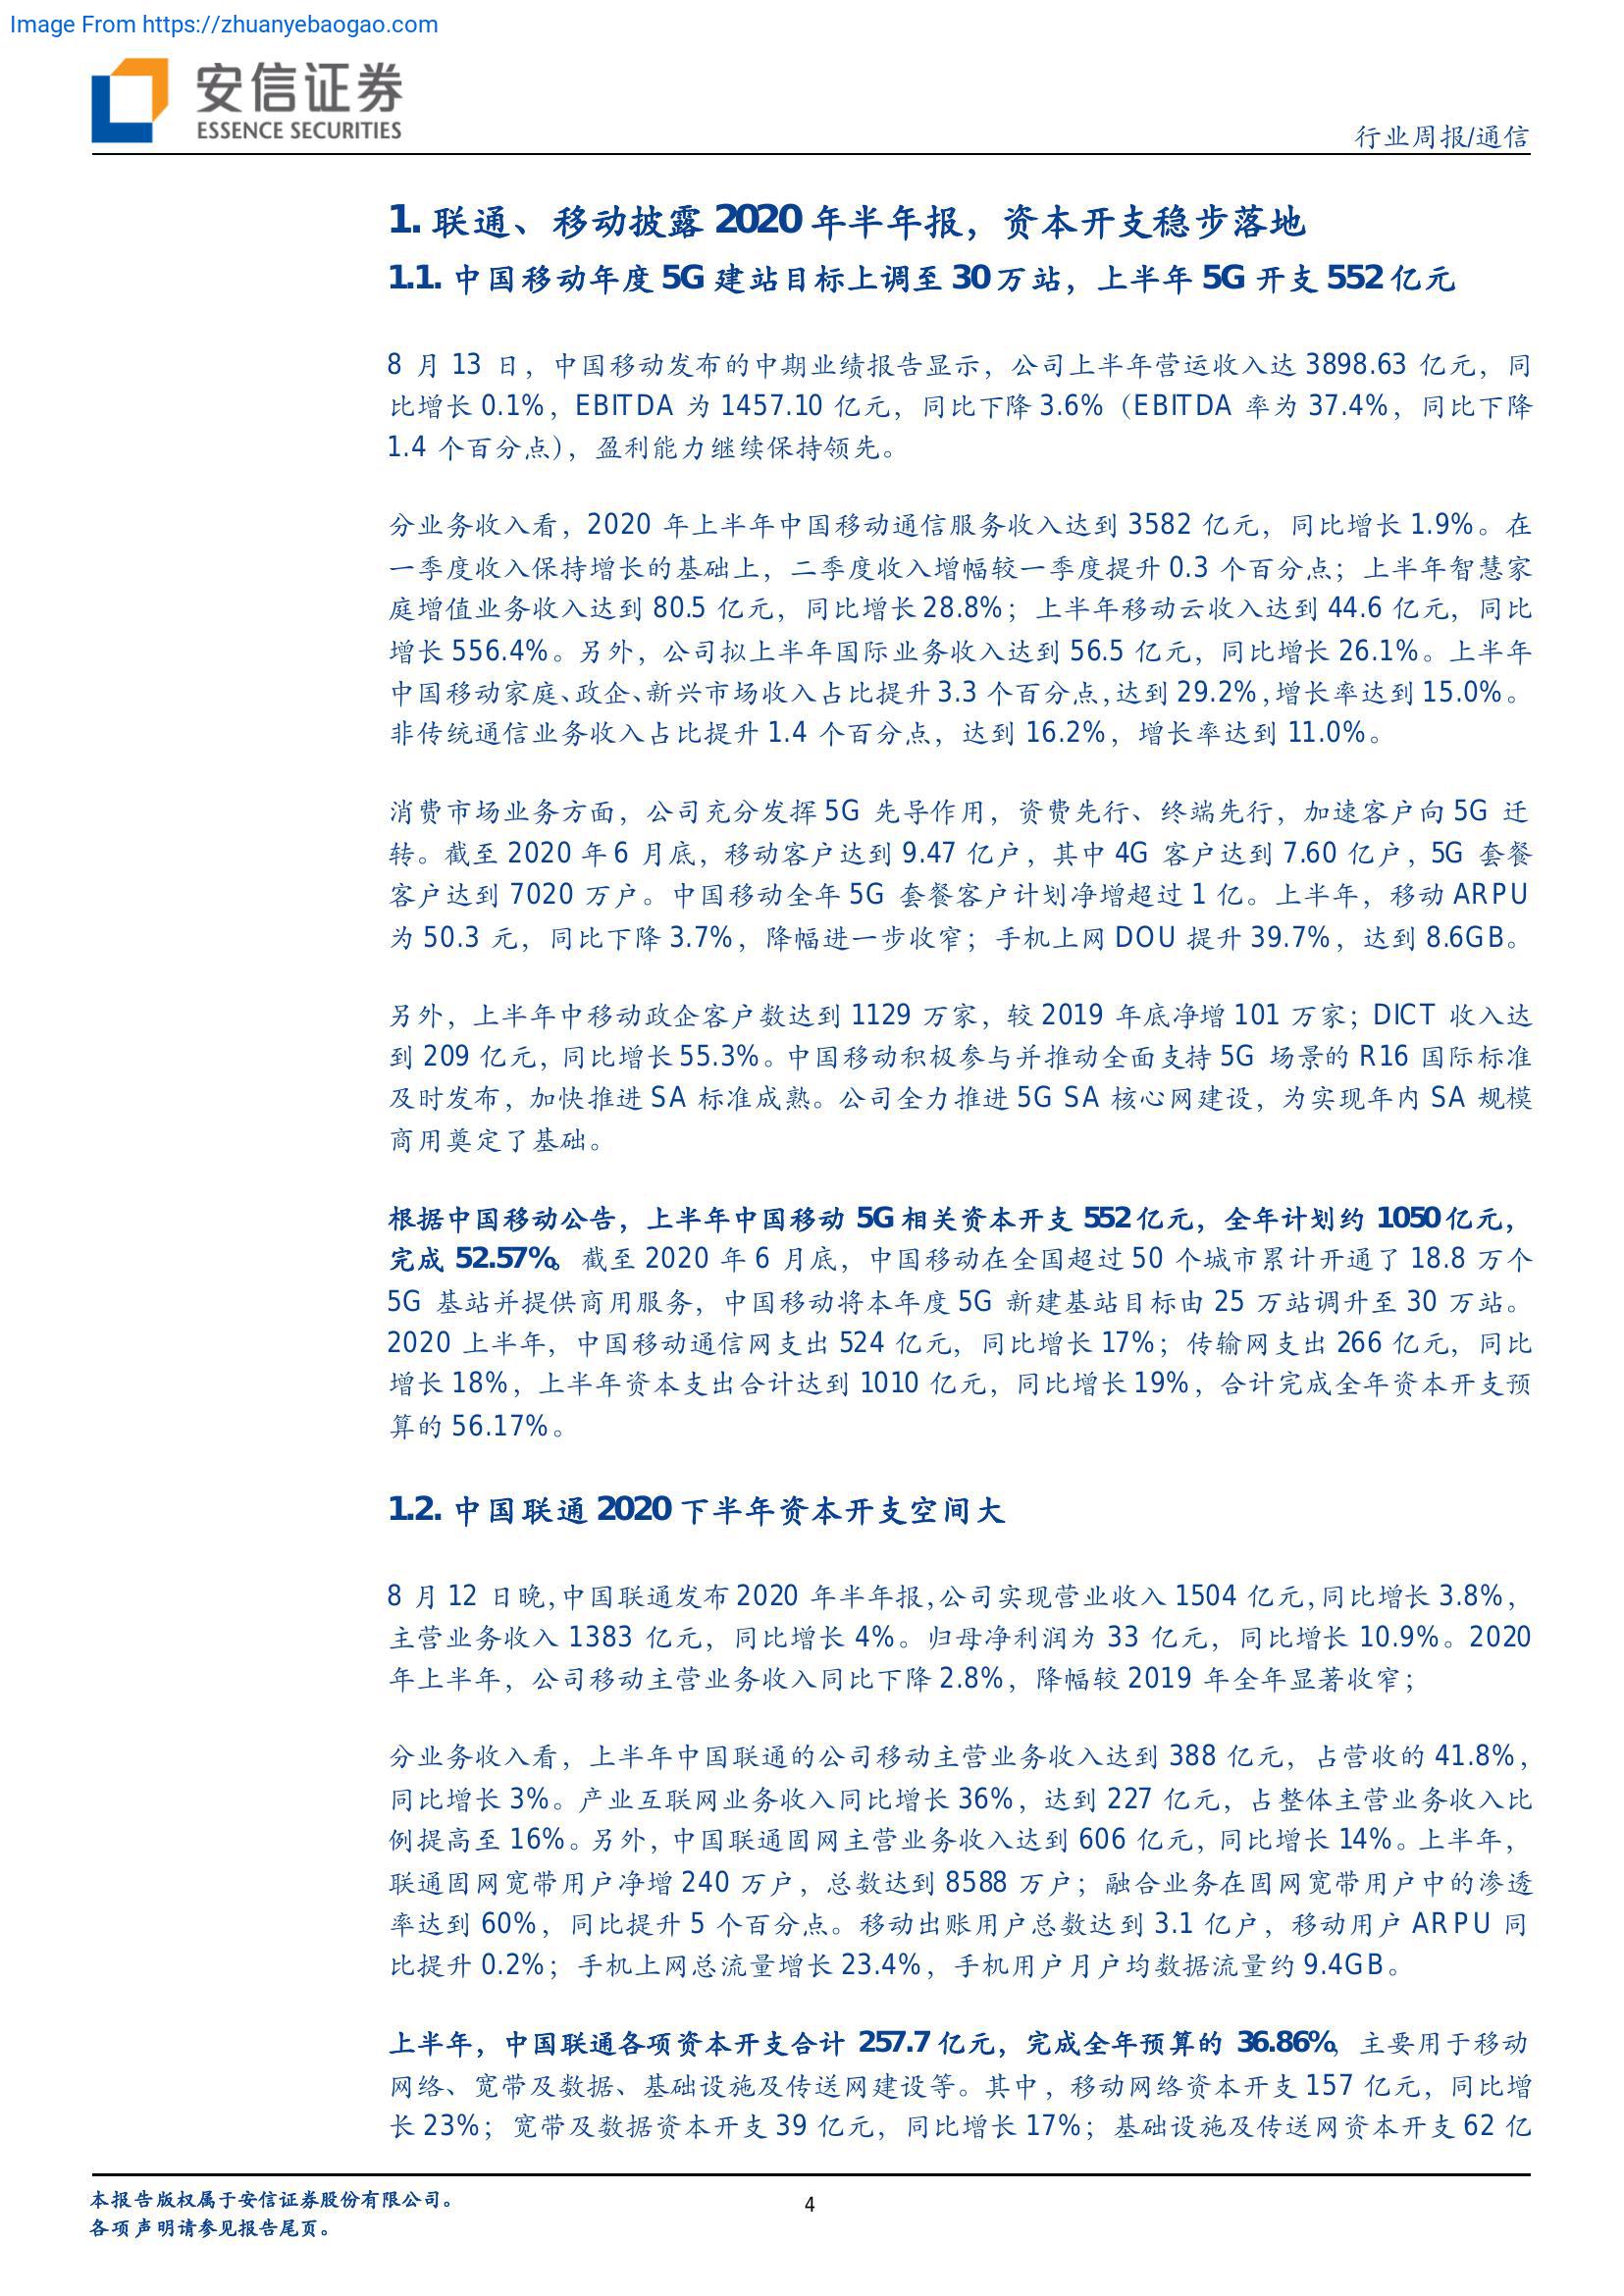 Image From https://zhuanyebaogao.com
安信证券
ESSENCE SECURITIES
行业周报/通信
1. 联通、移动披露 2020 年半年报，资本开支稳步落地
1.1. 中国移动年度 5G 建站目标上调至 30 万站，上半年 5G 开支 552 亿元
8 月 13 日，中国移动发布的中期业绩报告显示，公司上半年营运收入达 3898.63 亿元，同
比增长 0.1%，EBITDA 为 1457.10 亿元，同比下降 3.6%（EBITDA 率为 37.4%，同比下降
1.4 个百分点），盈利能力继续保持领先。
分业务收入看，2020 年上半年中国移动通信服务收入达到 3582 亿元，同比增长 1.9%。在
一季度收入保持增长的基础上，二季度收入增幅较一季度提升 0.3 个百分点；上半年智慧家
庭增值业务收入达到 80.5 亿元，同比增长 28.8%；上半年移动云收入达到 44.6 亿元，同比
增长 556.4%。另外，公司拟上半年国际业务收入达到 56.5 亿元，同比增长 26.1%。上半年
中国移动家庭、政企、新兴市场收入占比提升 3.3 个百分点，达到 29.2%，增长率达到 15.0%。
非传统通信业务收入占比提升 1.4 个百分点，达到 16.2%，增长率达到 11.0%。
消费市场业务方面，公司充分发挥 5G 先导作用，资费先行、终端先行，加速客户向 5G 迁
转。截至 2020 年 6 月底，移动客户达到 9.47 亿户，其中 4G 客户达到 7.60 亿户，5G 套餐
客户达到 7020 万户。中国移动全年 5G 套餐客户计划净增超过 1 亿。上半年，移动 ARPU
为 50.3 元，同比下降 3.7%，降幅进一步收窄；手机上网 DOU 提升 39.7%，达到 8.6GB。
另外，上半年中移动政企客户数达到 1129 万家，较 2019 年底净增 101 万家；DICT 收入达
到 209 亿元，同比增长 55.3%。中国移动积极参与并推动全面支持 5G 场景的 R16 国际标准
及时发布，加快推进 SA 标准成熟。公司全力推进 5G SA 核心网建设，为实现年内 SA 规模
商用奠定了基础。
根据中国移动公告，上半年中国移动 5G 相关资本开支 552 亿元，全年计划约 1050 亿元，
完成 52.57%。截至 2020 年 6 月底，中国移动在全国超过 50 个城市累计开通了 18.8 万个
5G 基站并提供商用服务，中国移动将本年度 5G 新建基站目标由 25 万站调升至 30 万站。
2020 上半年，中国移动通信网支出 524 亿元，同比增长 17%；传输网支出 266 亿元，同比
增长 18%，上半年资本支出合计达到 1010 亿元，同比增长 19%，合计完成全年资本开支预
算的 56.17%。
1.2. 中国联通 2020 下半年资本开支空间大
8 月 12 日晚，中国联通发布 2020 年半年报，公司实现营业收入 1504 亿元，同比增长 3.8%，
主营业务收入 1383 亿元，同比增长 4%。归母净利润为 33 亿元，同比增长 10.9%。2020
年上半年，公司移动主营业务收入同比下降 2.8%，降幅较 2019 年全年显著收窄；
分业务收入看，上半年中国联通的公司移动主营业务收入达到 388 亿元，占营收的 41.8%，
同比增长 3%。产业互联网业务收入同比增长 36%，达到 227 亿元，占整体主营业务收入比
例提高至 16%。另外，中国联通固网主营业务收入达到 606 亿元，同比增长 14%。上半年，
联通固网宽带用户净增 240 万户，总数达到 8588 万户；融合业务在固网宽带用户中的渗透
率达到 60%，同比提升 5 个百分点。移动出账用户总数达到 3.1 亿户，移动用户 ARPU 同
比提升 0.2%；手机上网总流量增长 23.4%，手机用户月户均数据流量约 9.4GB。
上半年，中国联通各项资本开支合计 257.7 亿元，完成全年预算的 36.86%，主要用于移动
网络、宽带及数据、基础设施及传送网建设等。其中，移动网络资本开支 157 亿元，同比增
长 23%；宽带及数据资本开支 39 亿元，同比增长 17%；基础设施及传送网资本开支 62 亿
本报告版权属于安信证券股份有限公司。
各项声明请参见报告尾页。
4